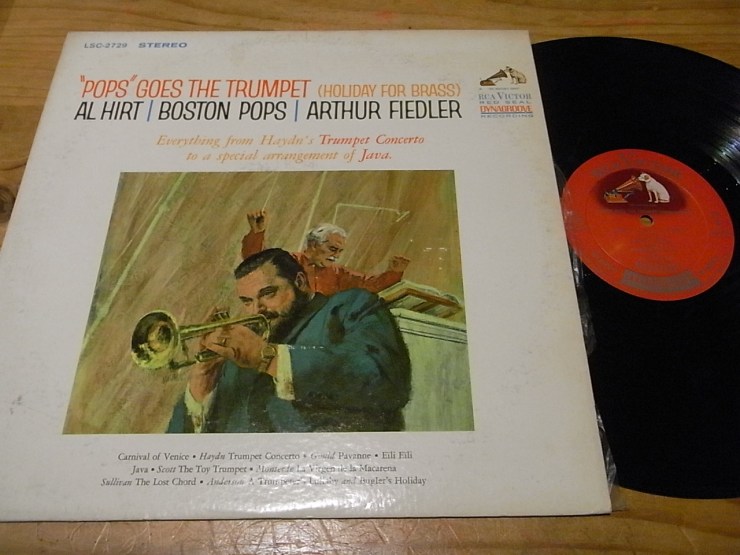 LSC-2729 STEREO
"POPS" GOES THE TRUMPET (HOLIDAY FOR BRASS)
AL HIRT | BOSTON POPS | ARTHUR FIEDLER
Everything from Haydn's Trumpet Concerto
to a special arrangement of Java.
RCA VICTOR
RED SEAL
DYNAGROOVE
RECORDING
Carnival of Venice • Haydn Trumpet Concerto • Gould Pavanne • Eili Eili
Java • Scott The Toy Trumpet • Monterde La Virgen de la Macarena
Sullivan The Lost Chord • Anderson A Trumpeter's Lullaby and Bugler's Holiday